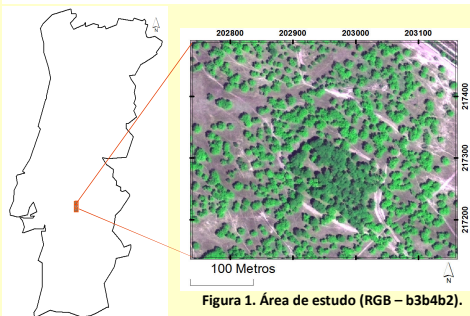 N
202800 202900 203000 203100
217400
217300
217200
100 Metros
N
Figura 1. Área de estudo (RGB – b3b4b2).